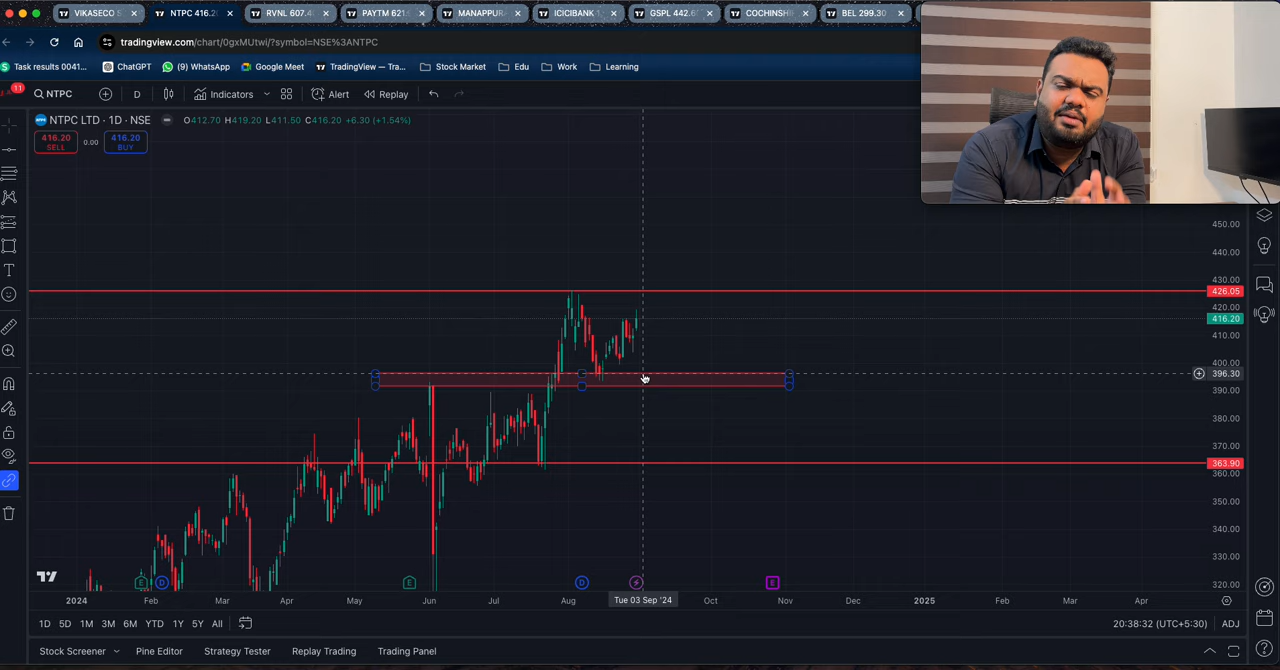 VIKASECO S
NTPC 416.2
RVNL 607.4
PAYTM 621
MANAPPUR
ICICIBANK 1
GSPL 442.6
COCHINSH
BEL 299.30
tradingview.com/chart/0gxMUtwl/?symbol=NSE%3ANTPC
Task results 0041...
ChatGPT
(9) WhatsApp
Google Meet
TradingView — Tra...
Stock Market
Edu
Work
Learning
11
NTPC
D
Indicators
Alert
Replay
NTPC LTD · 1D · NSE
O412.70 H419.20 L411.50 C416.20 +6.30 (+1.54%)
416.20
SELL
0.00
416.20
BUY
450.00
440.00
430.00
426.05
420.00
416.20
410.00
400.00
396.30
390.00
380.00
370.00
363.90
360.00
350.00
340.00
330.00
320.00
E
D
E
D
E
2024
Feb
Mar
Apr
May
Jun
Jul
Aug
Tue 03 Sep '24
Oct
Nov
Dec
2025
Feb
Mar
Apr
1D
5D
1M
3M
6M
YTD
1Y
5Y
All
20:38:32 (UTC+5:30)
ADJ
Stock Screener
Pine Editor
Strategy Tester
Replay Trading
Trading Panel